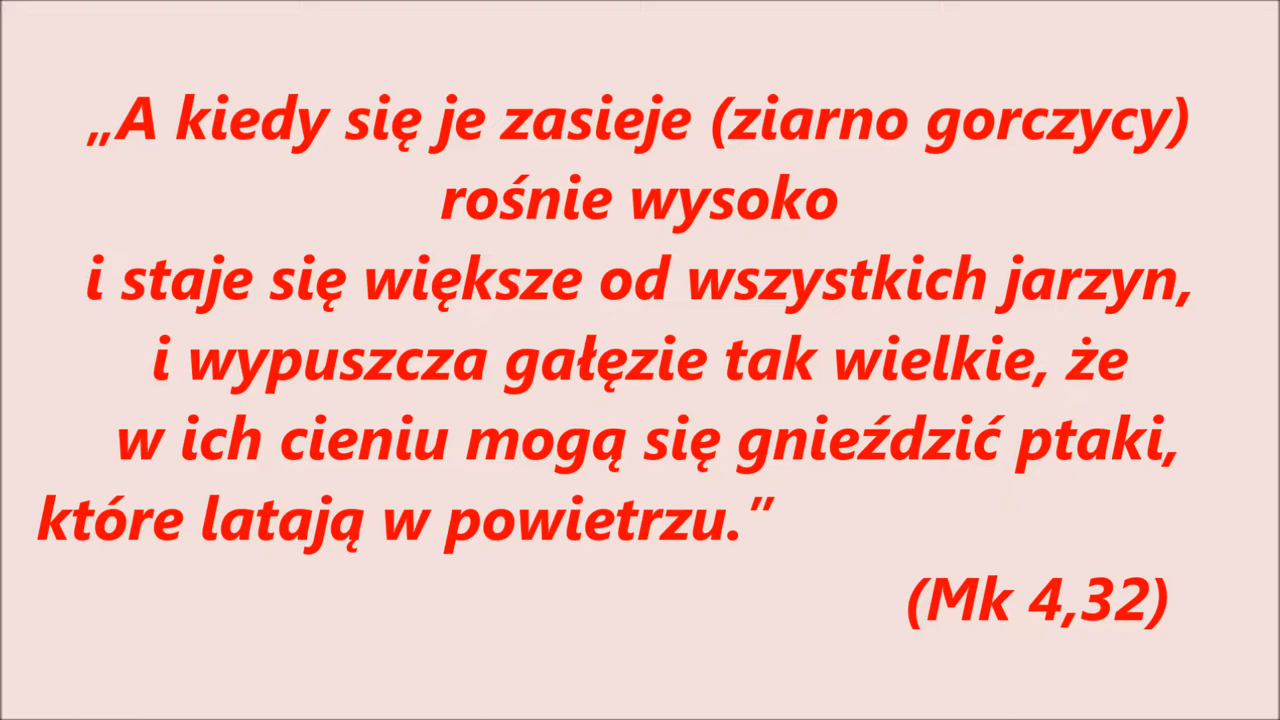 „A kiedy się je zasieje (ziarno gorczycy)
rośnie wysoko
i staje się większe od wszystkich jarzyn,
i wypuszcza gałęzie tak wielkie, że
w ich cieniu mogą się gnieździć ptaki,
które latają w powietrzu.”
(Mk 4,32)